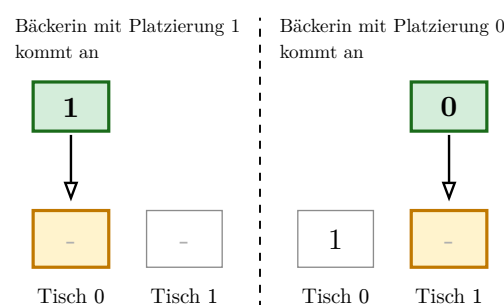 Bäckerin mit Platzierung 1
kommt an
1
-
-
Tisch 0
Tisch 1
Bäckerin mit Platzierung 0
kommt an
0
1
-
Tisch 0
Tisch 1